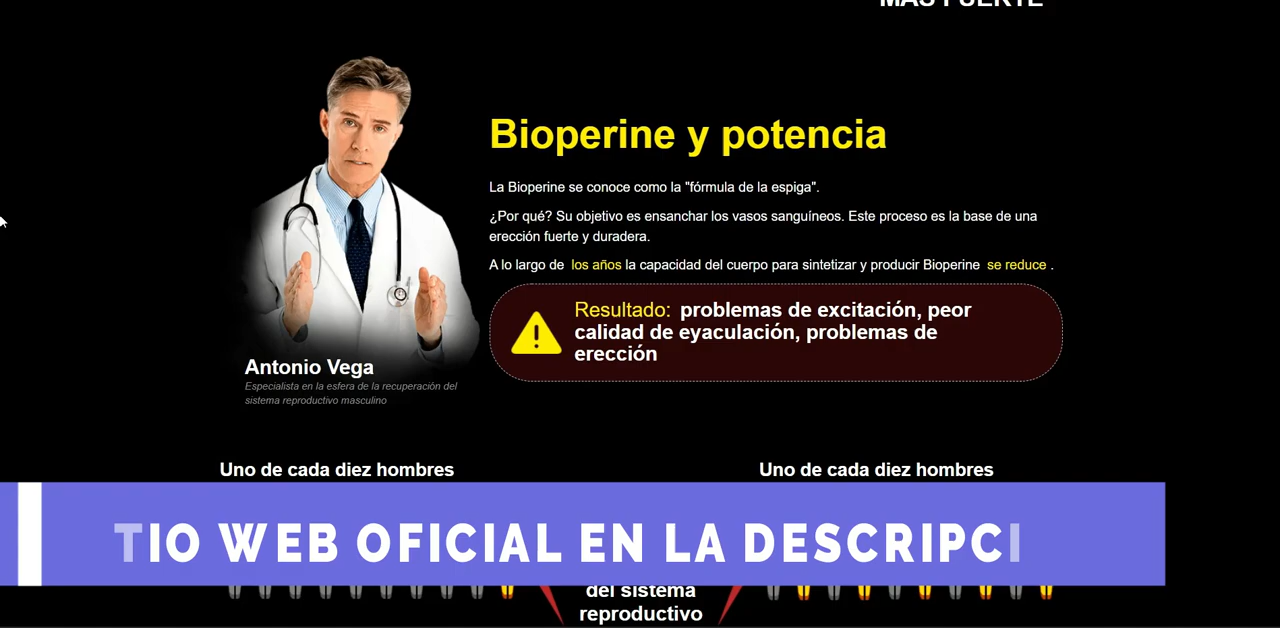 MÁS FUERTE
Bioperine y potencia
La Bioperine se conoce como la "fórmula de la espiga".
¿Por qué? Su objetivo es ensanchar los vasos sanguíneos. Este proceso es la base de una
erección fuerte y duradera.
A lo largo de los años la capacidad del cuerpo para sintetizar y producir Bioperine se reduce .
Resultado: problemas de excitación, peor
calidad de eyaculación, problemas de
erección
Antonio Vega
Especialista en la esfera de la recuperación del
sistema reproductivo masculino
Uno de cada diez hombres
Uno de cada diez hombres
TIO WEB OFICIAL EN LA DESCRIPCI
del sistema
reproductivo